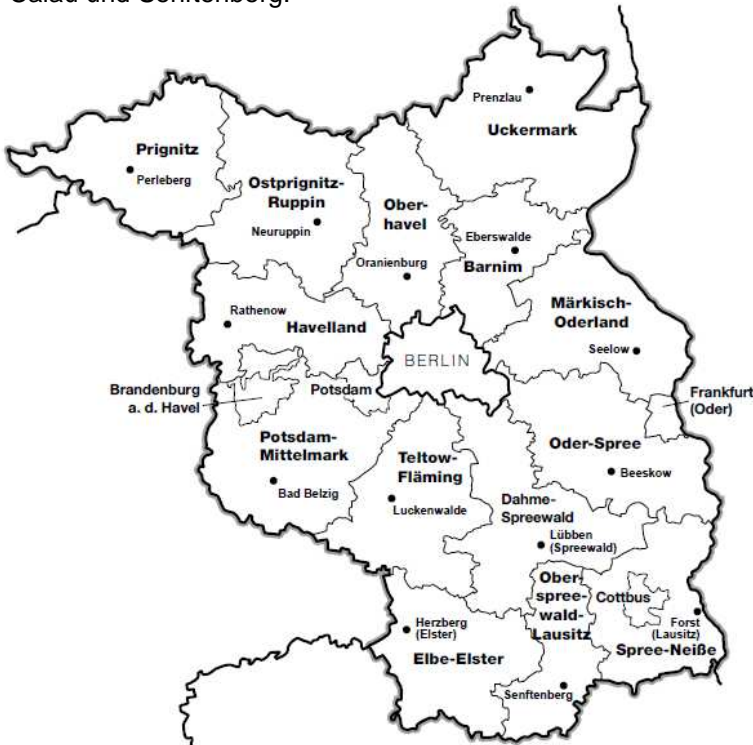 Calau und Senftenberg.
Prenzlau
Uckermark
Prignitz
Perleberg
Ostprignitz-
Ruppin
Neuruppin
Ober-
havel
Oranienburg
Eberswalde
Barnim
Märkisch-
Oderland
Seelow
Rathenow
Havelland
BERLIN
Brandenburg
a. d. Havel
Potsdam
Frankfurt
(Oder)
Potsdam-
Mittelmark
Bad Belzig
Teltow-
Fläming
Luckenwalde
Oder-Spree
Beeskow
Dahme-
Spreewald
Lübben
(Spreewald)
Ober-
spree-
wald-
Lausitz
Cottbus
Forst
(Lausitz)
Spree-Neiße
Herzberg
(Elster)
Elbe-Elster
Senftenberg